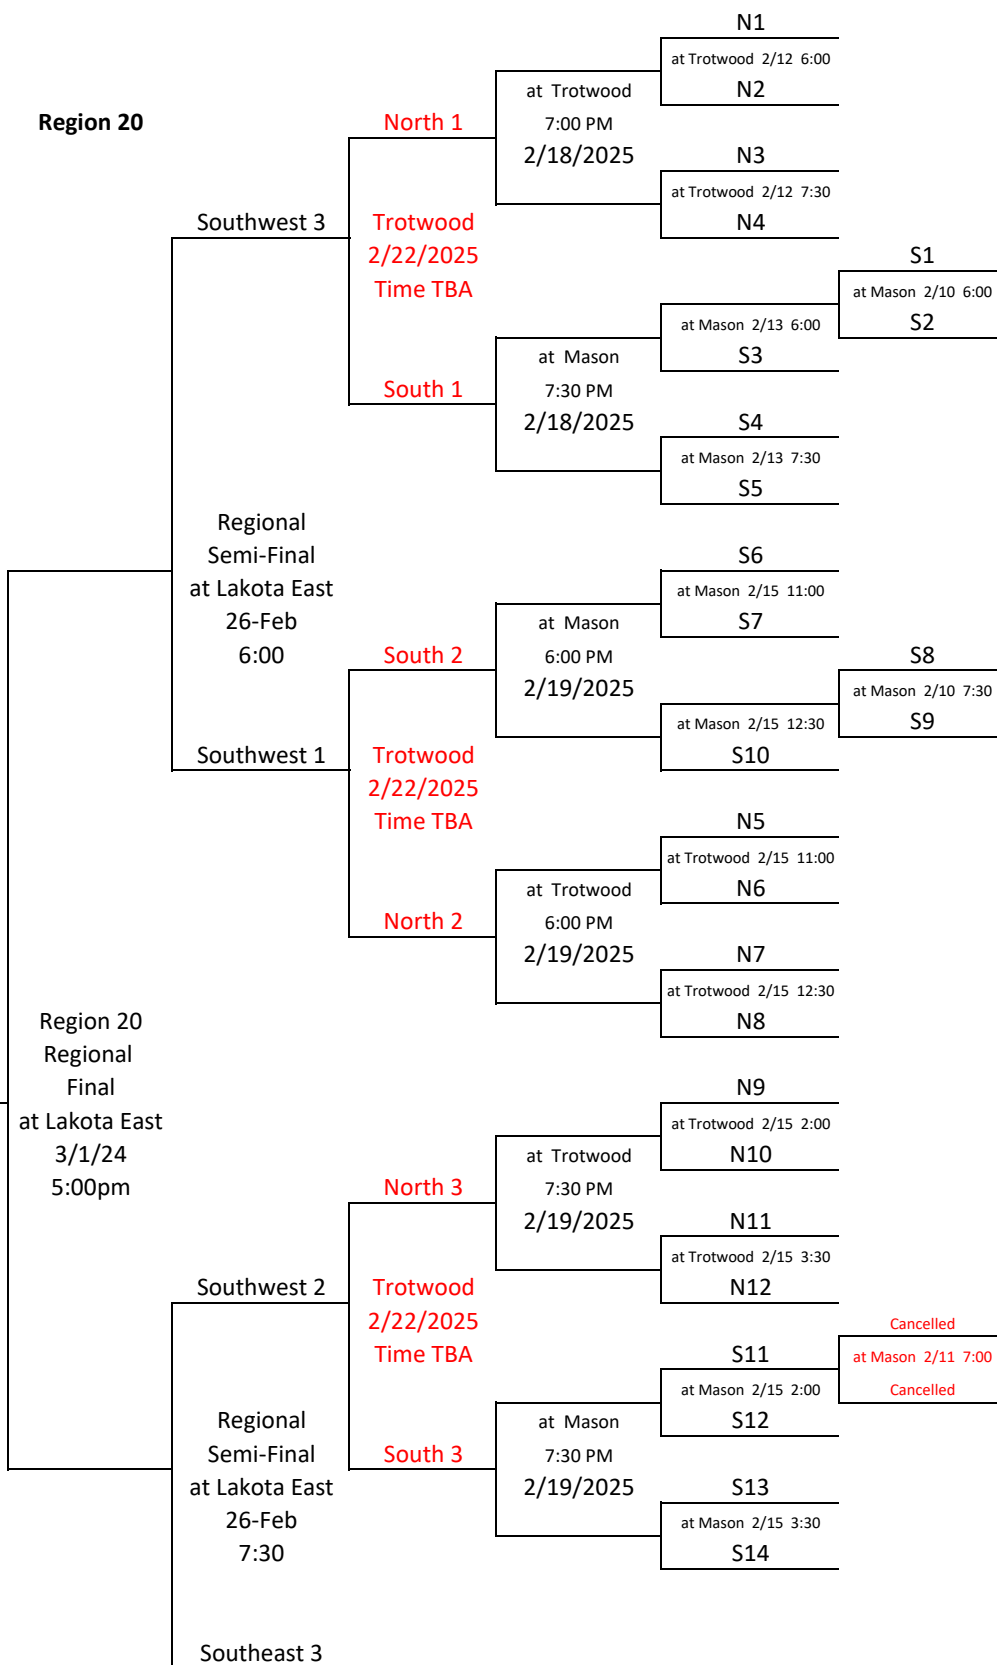 N1
at Trotwood 2/12 6:00
N2
at Trotwood
Region 20
North 1
7:00 PM
2/18/2025
N3
at Trotwood 2/12 7:30
N4
Southwest 3
Trotwood
2/22/2025
Time TBA
S1
at Mason 2/10 6:00
S2
at Mason 2/13 6:00
S3
at Mason
7:30 PM
2/18/2025
South 1
S4
at Mason 2/13 7:30
S5
Regional
Semi-Final
at Lakota East
26-Feb
6:00
S6
at Mason 2/15 11:00
S7
at Mason
6:00 PM
2/19/2025
South 2
S8
at Mason 2/10 7:30
S9
at Mason 2/15 12:30
S10
Southwest 1
Trotwood
2/22/2025
Time TBA
N5
at Trotwood 2/15 11:00
N6
at Trotwood
6:00 PM
2/19/2025
North 2
N7
at Trotwood 2/15 12:30
N8
Region 20
Regional
Final
at Lakota East
3/1/24
5:00pm
N9
at Trotwood 2/15 2:00
N10
at Trotwood
7:30 PM
2/19/2025
North 3
N11
at Trotwood 2/15 3:30
N12
Southwest 2
Trotwood
2/22/2025
Time TBA
Cancelled
at Mason 2/11 7:00
Cancelled
S11
at Mason 2/15 2:00
S12
at Mason
7:30 PM
2/19/2025
South 3
Regional
Semi-Final
at Lakota East
26-Feb
7:30
S13
at Mason 2/15 3:30
S14
Southeast 3